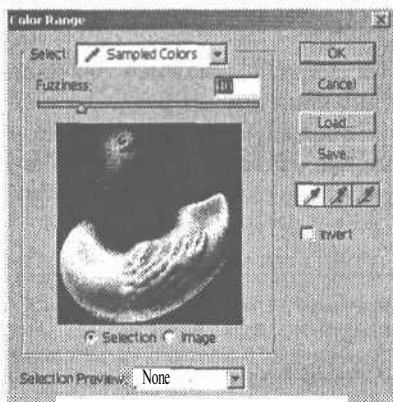 Color Range
Select: Sampled Colors
Fuzziness:
OK
Cancel
Load...
Save...
Invert
Selection Image
Selection Preview: None